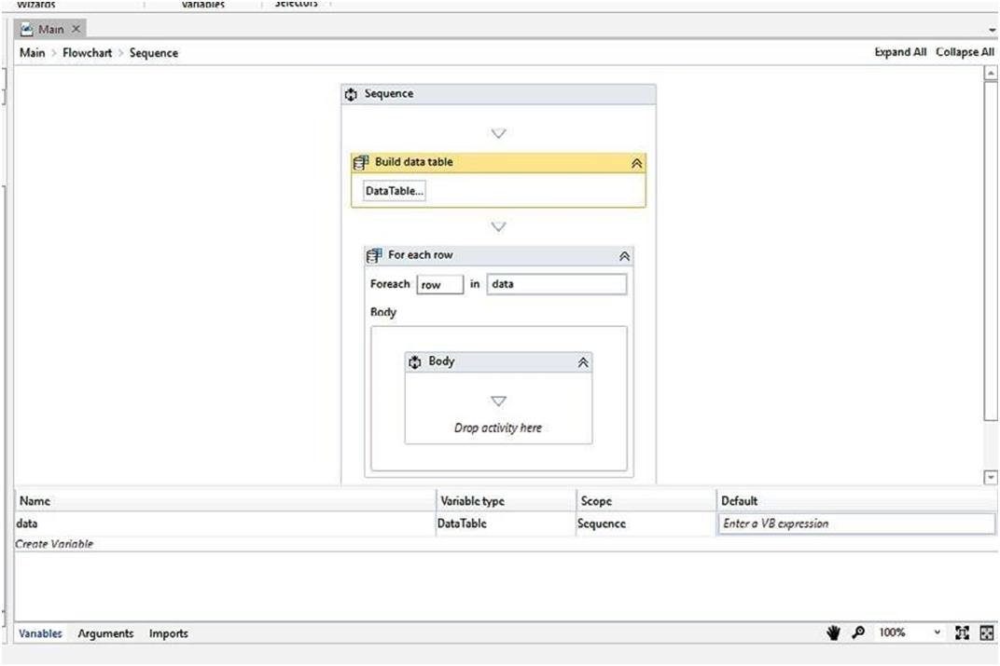 Wizards Variables Selectors
Main
Main > Flowchart > Sequence Expand All Collapse All
Sequence
Build data table
DataTable...
For each row
Foreach row in data
Body
Body
Drop activity here
Name Variable type Scope Default
data DataTable Sequence Enter a VB expression
Create Variable
Variables Arguments Imports 100%